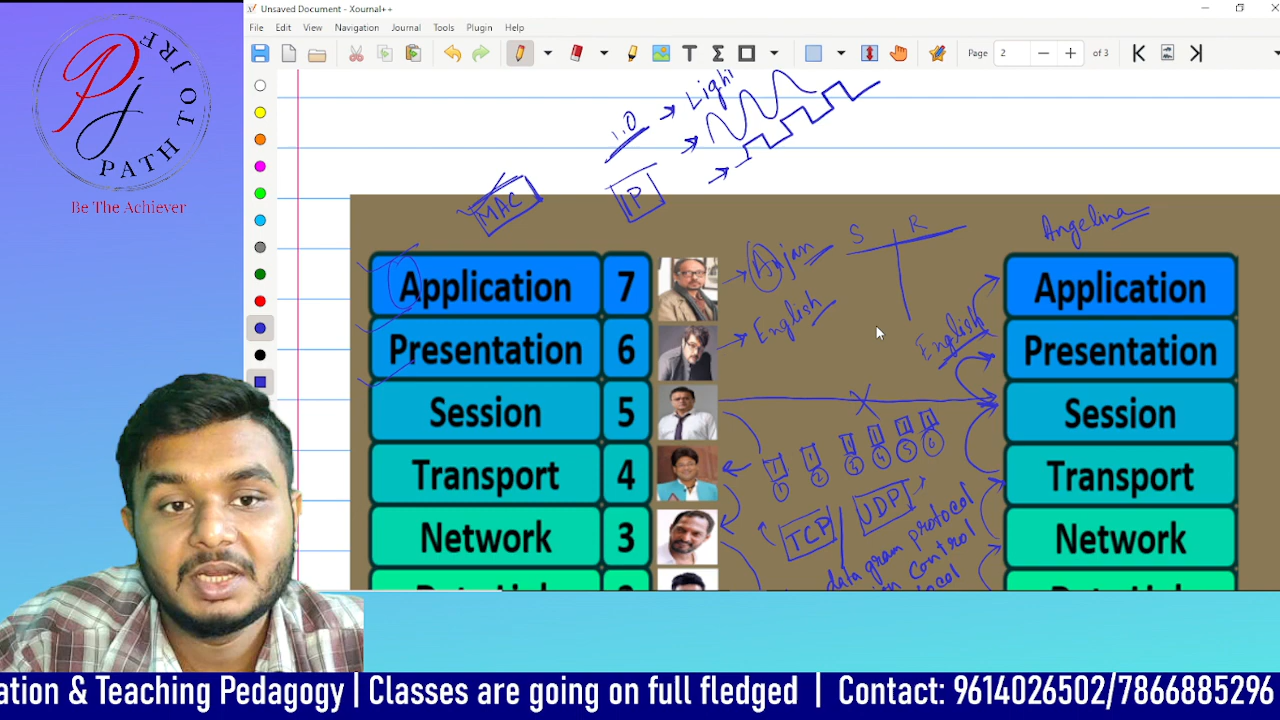 Unsaved Document - Xournal++
File Edit View Navigation Journal Tools Plugin Help
Page 2 of 3
PJ
PATH TO JRF
Be The Achiever
1.0 → Light
MAC
IP
S R
Angelina
Application 7
Anjan
Application
Presentation 6
English
English
Presentation
Session 5
Session
Transport 4
1 2 3 4 5 6
Transport
TCP / UDP
Network 3
data gram protocol
Network
control
ation & Teaching Pedagogy | Classes are going on full fledged | Contact: 9614026502/7866885296